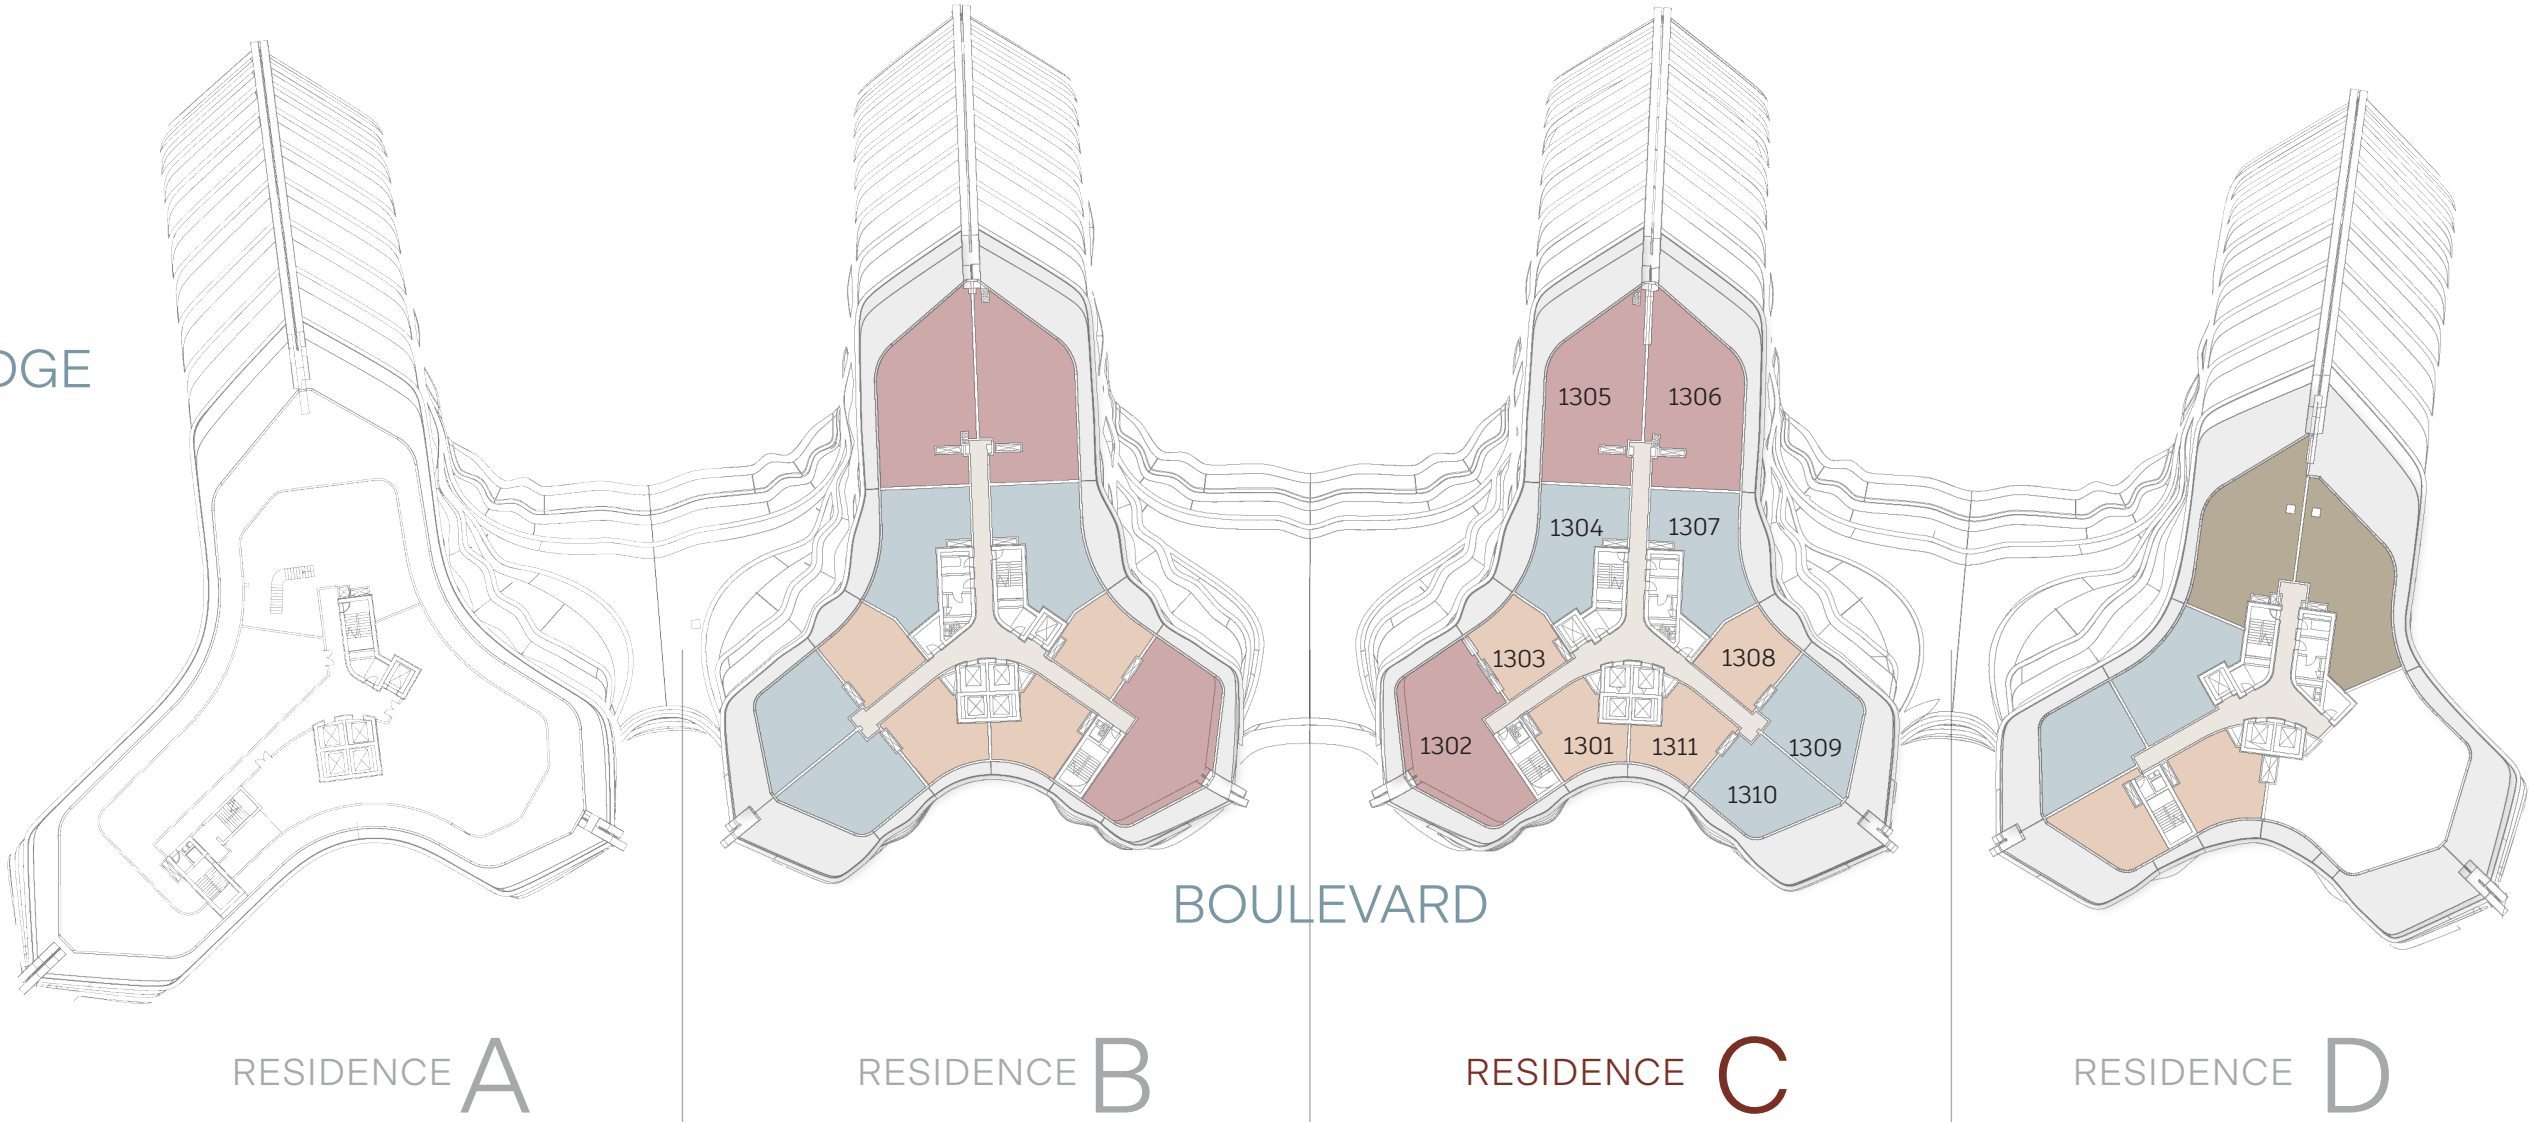 DGE
1305 1306
1304 1307
1303 1308
1302 1301 1311 1309
1310
BOULEVARD
RESIDENCE A
RESIDENCE B
RESIDENCE C
RESIDENCE D